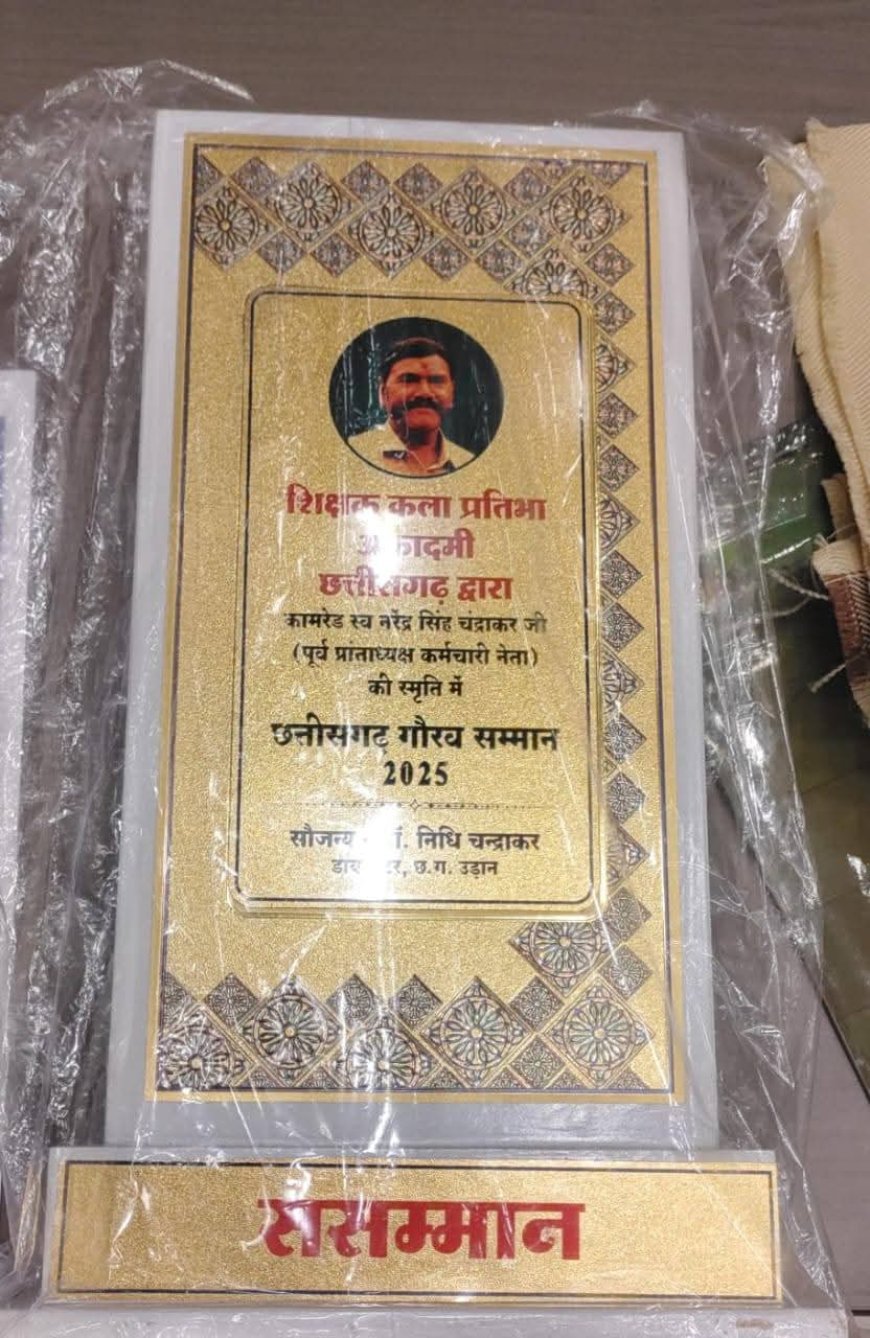 शिक्षक कला प्रतिभा
अकादमी
छत्तीसगढ़ द्वारा
कामरेड स्व नरेंद्र सिंह चंद्राकर जी
(पूर्व प्रांताध्यक्ष कर्मचारी नेता)
की स्मृति में
छत्तीसगढ़ गौरव सम्मान
2025
सौजन्य निधि चन्द्राकर
छ.ग. उड़ान
ससम्मान